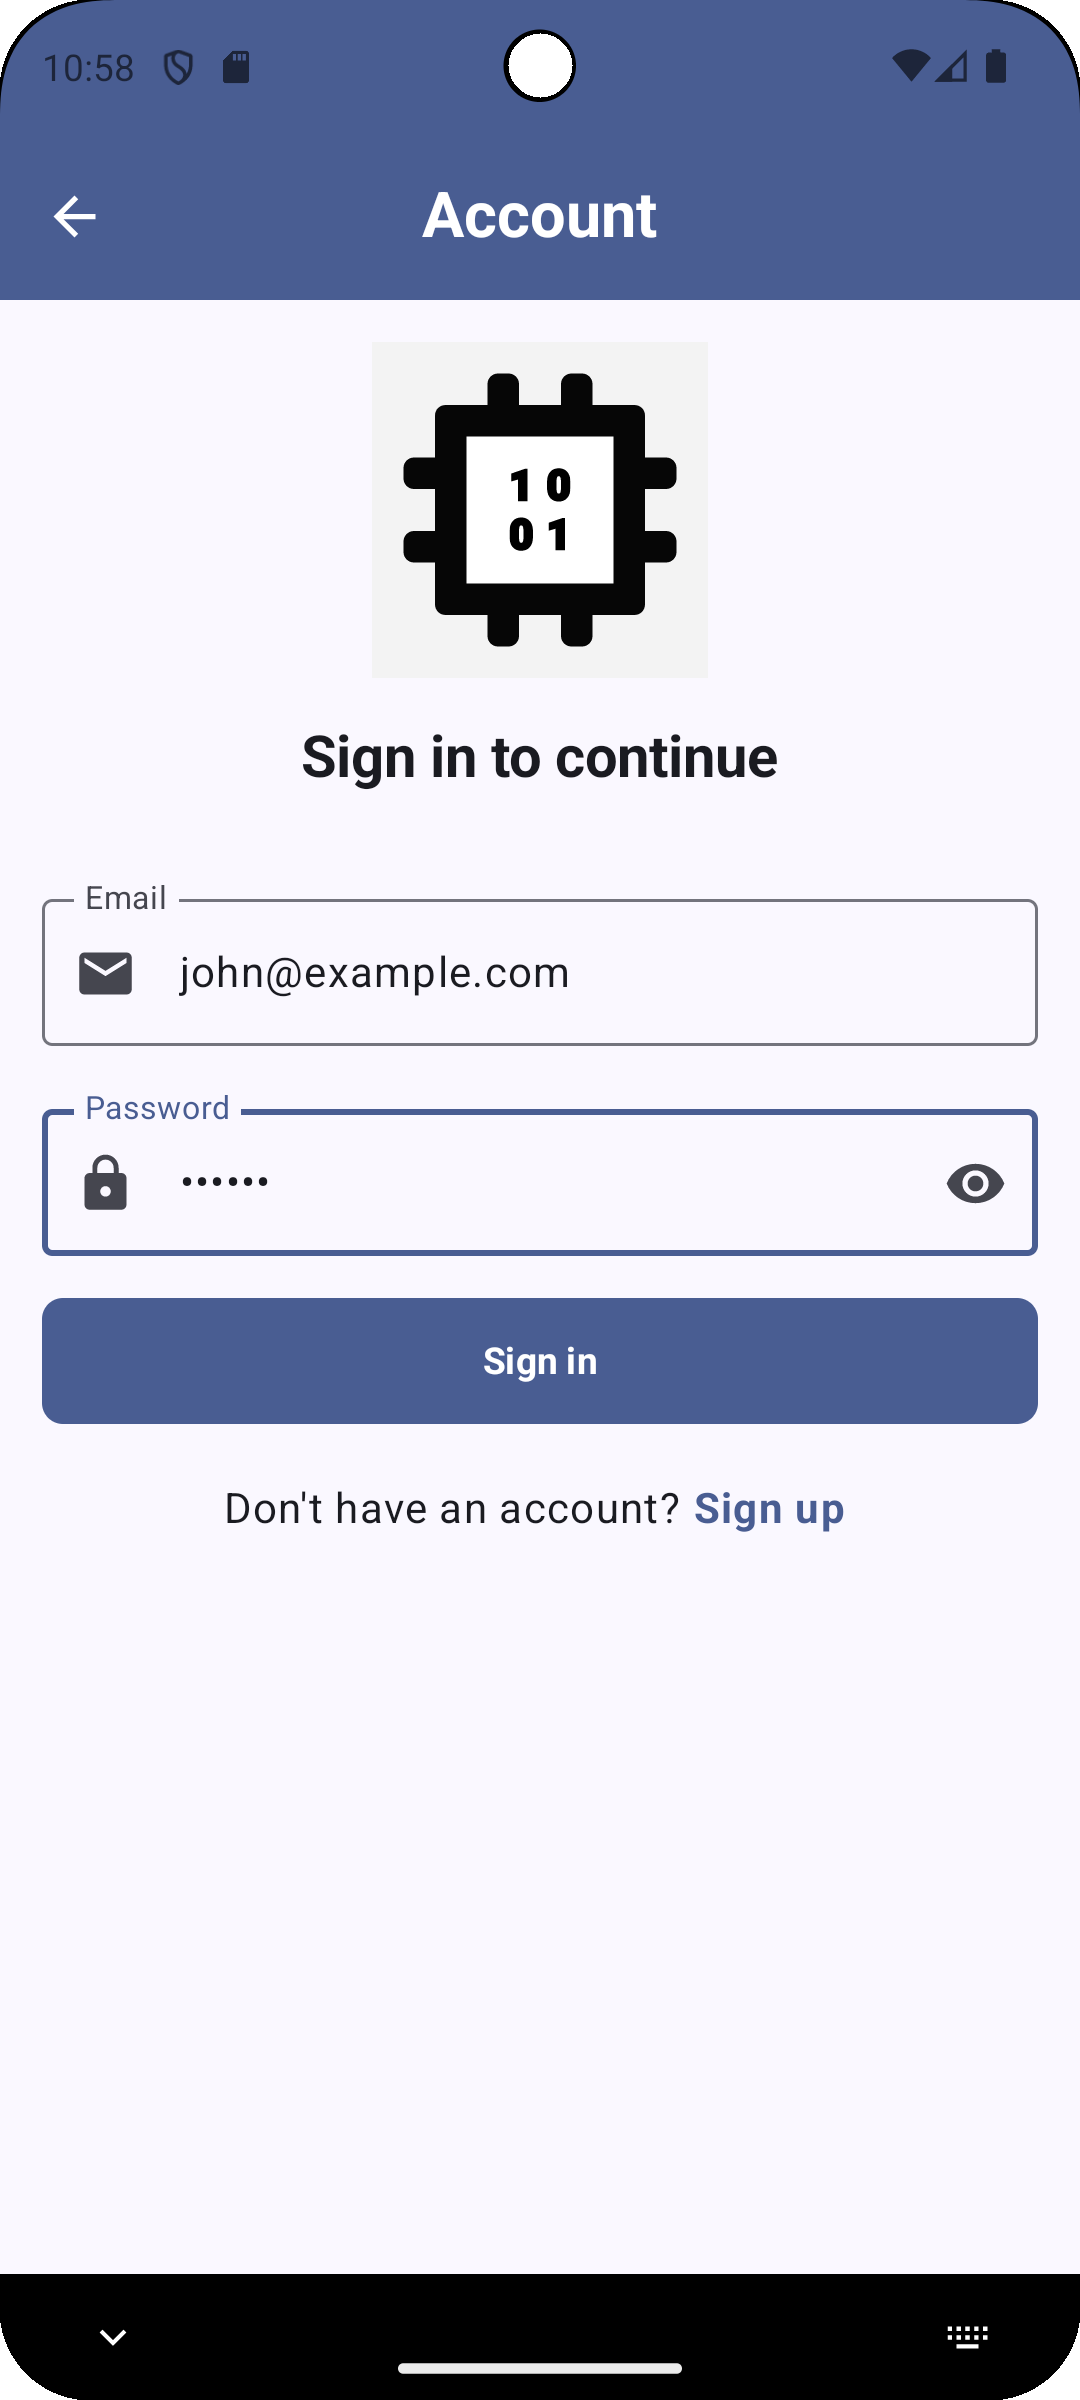 10:58
Account
1 0
0 1
Sign in to continue
Email
john@example.com
Password
••••••
Sign in
Don't have an account? Sign up